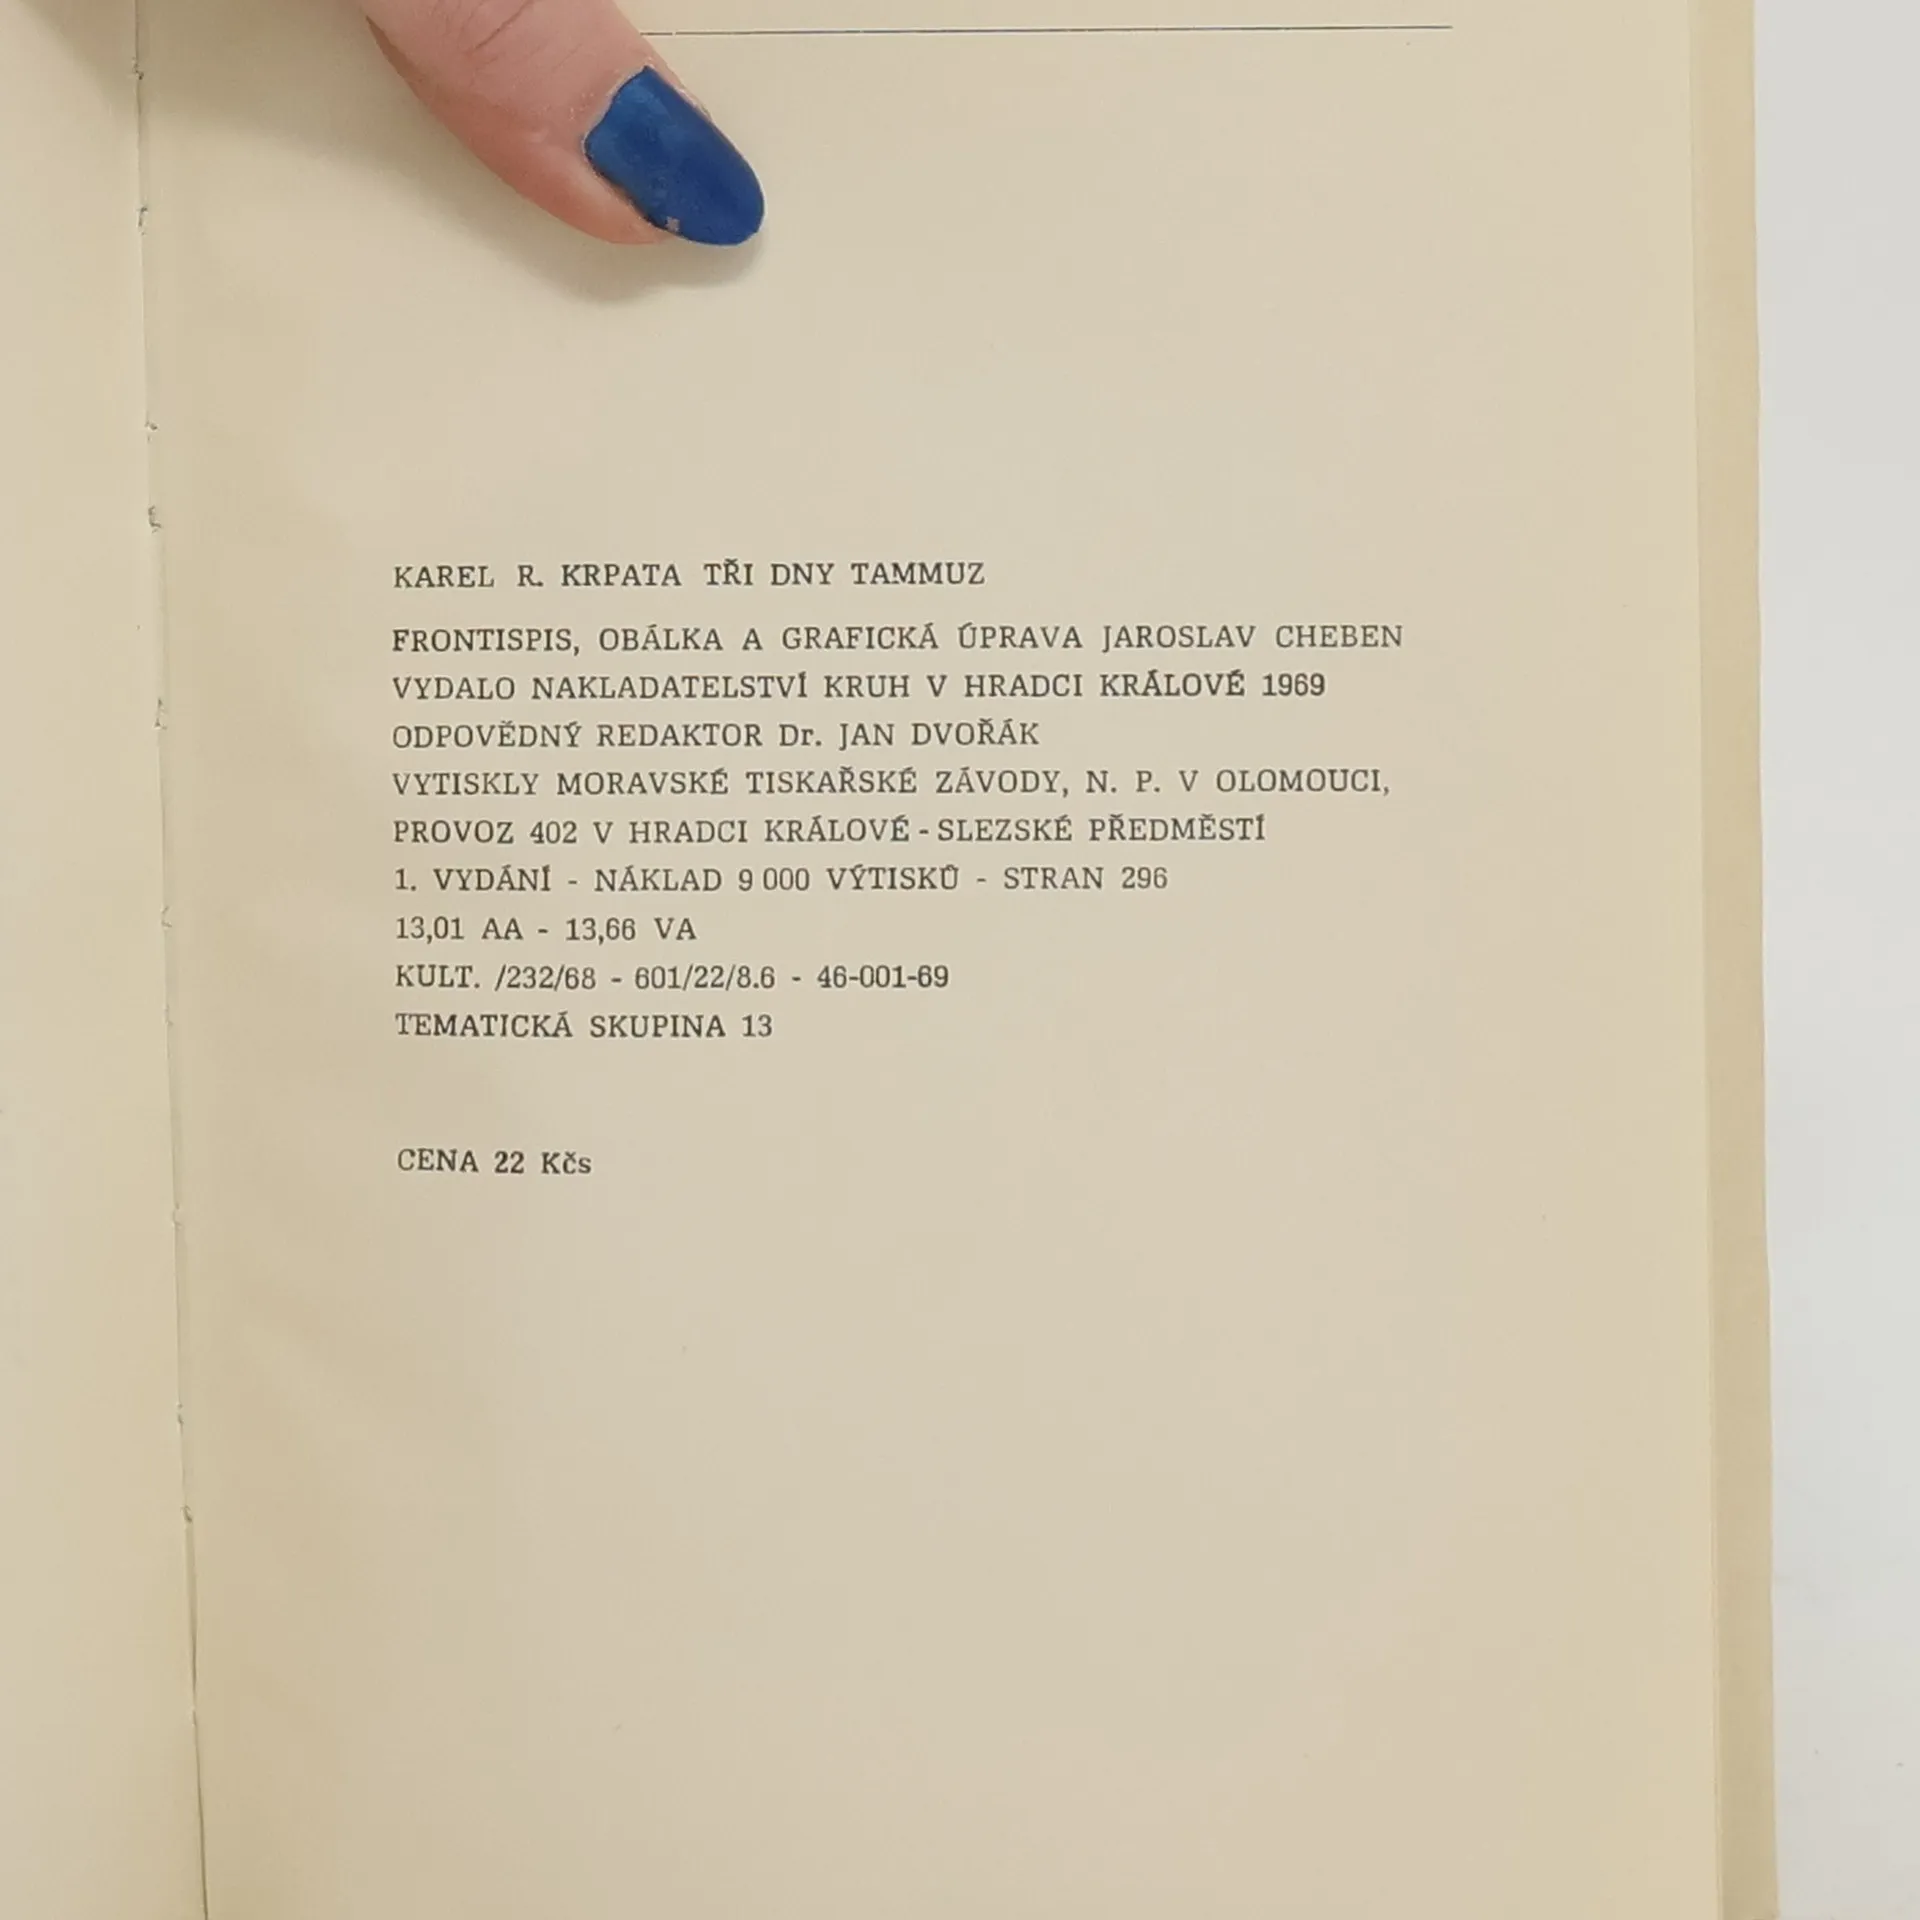 KAREL R. KRPATA TŘI DNY TAMMUZ
FRONTISPIS, OBÁLKA A GRAFICKÁ ÚPRAVA JAROSLAV CHEBEN
VYDALO NAKLADATELSTVÍ KRUH V HRADCI KRÁLOVÉ 1969
ODPOVĚDNÝ REDAKTOR Dr. JAN DVOŘÁK
VYTISKLY MORAVSKÉ TISKAŘSKÉ ZÁVODY, N. P. V OLOMOUCI,
PROVOZ 402 V HRADCI KRÁLOVÉ - SLEZSKÉ PŘEDMĚSTÍ
1. VYDÁNÍ - NÁKLAD 9 000 VÝTISKŮ - STRAN 296
13,01 AA - 13,66 VA
KULT. /232/68 - 601/22/8.6 - 46-001-69
TEMATICKÁ SKUPINA 13
CENA 22 Kčs